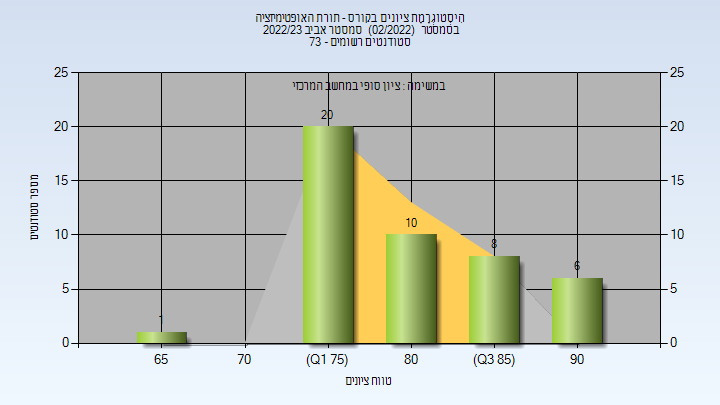 היסטוגרמת ציונים בקורס - תורת האופטימיזציה
בסמסטר (02/2022) סמסטר אביב 2022/23
סטודנטים רשומים - 73
במשימה : ציון סופי במחשב המרכזי
25 25
20 20
15 15
10 10
5 5
0 0
1
20
10
8
6
65 70 (Q1 75) 80 (Q3 85) 90
טווח ציונים
מספר סטודנטים